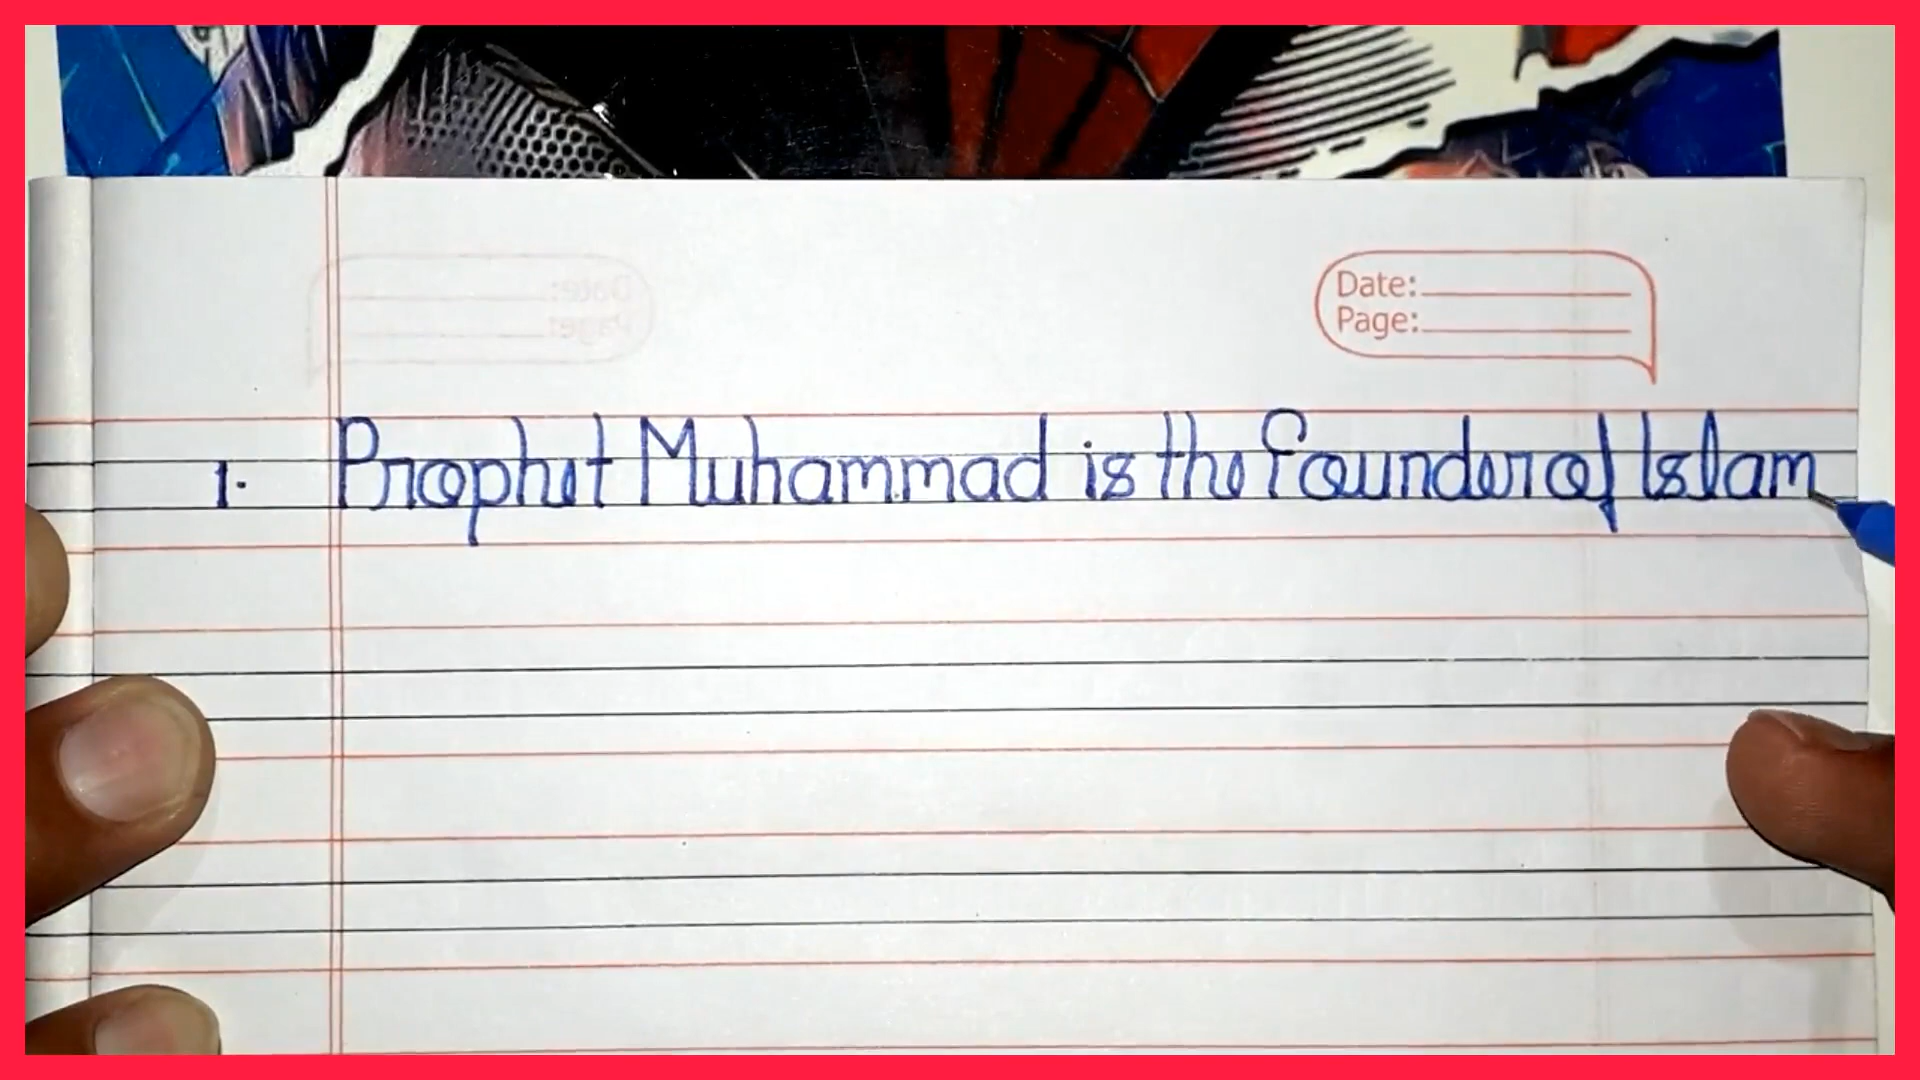 Date:
Page:
1. Prophet Muhammad is the founder of Islam